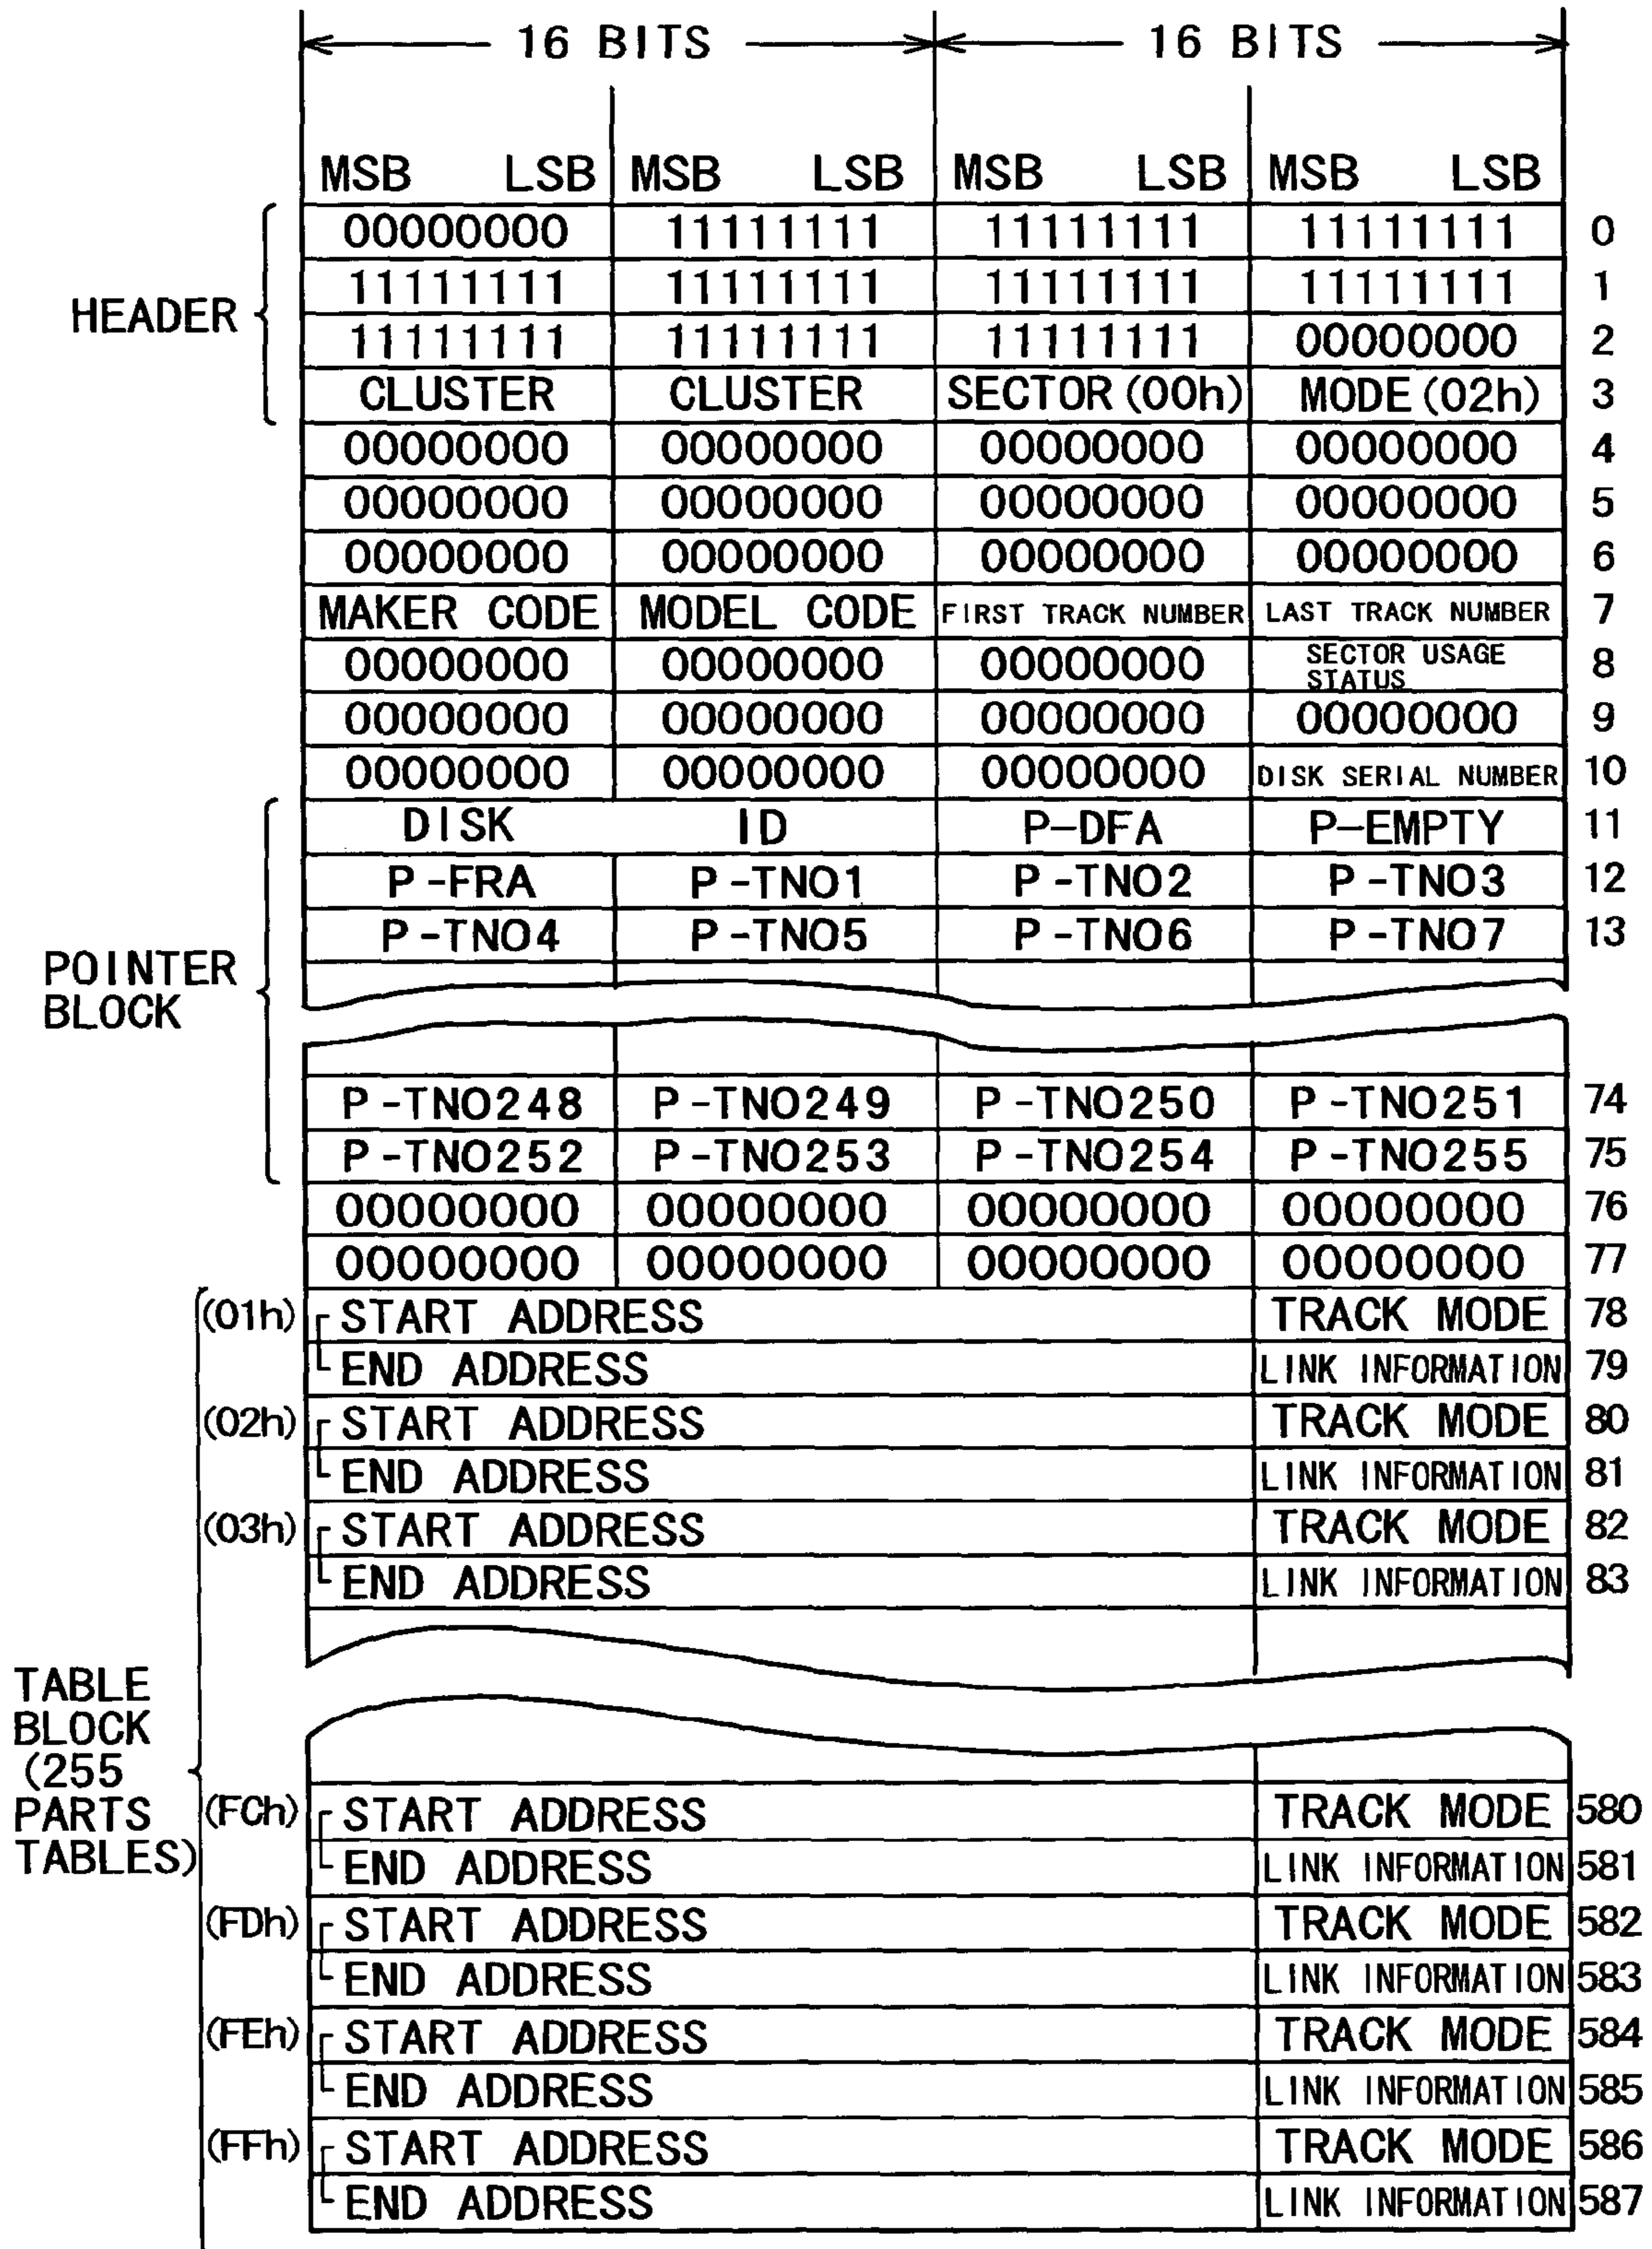 16 BITS 16 BITS
MSB LSB MSB LSB MSB LSB MSB LSB
HEADER
00000000 11111111 11111111 11111111 0
11111111 11111111 11111111 11111111 1
11111111 11111111 11111111 00000000 2
CLUSTER CLUSTER SECTOR (00h) MODE (02h) 3
00000000 00000000 00000000 00000000 4
00000000 00000000 00000000 00000000 5
00000000 00000000 00000000 00000000 6
MAKER CODE MODEL CODE FIRST TRACK NUMBER LAST TRACK NUMBER 7
00000000 00000000 00000000 SECTOR USAGE STATUS 8
00000000 00000000 00000000 00000000 9
00000000 00000000 00000000 DISK SERIAL NUMBER 10
POINTER
BLOCK
DISK ID P-DFA P-EMPTY 11
P-FRA P-TNO1 P-TNO2 P-TNO3 12
P-TNO4 P-TNO5 P-TNO6 P-TNO7 13
P-TNO248 P-TNO249 P-TNO250 P-TNO251 74
P-TNO252 P-TNO253 P-TNO254 P-TNO255 75
00000000 00000000 00000000 00000000 76
00000000 00000000 00000000 00000000 77
TABLE
BLOCK
(255
PARTS
TABLES)
(01h) START ADDRESS TRACK MODE 78
END ADDRESS LINK INFORMATION 79
(02h) START ADDRESS TRACK MODE 80
END ADDRESS LINK INFORMATION 81
(03h) START ADDRESS TRACK MODE 82
END ADDRESS LINK INFORMATION 83
(FCh) START ADDRESS TRACK MODE 580
END ADDRESS LINK INFORMATION 581
(FDh) START ADDRESS TRACK MODE 582
END ADDRESS LINK INFORMATION 583
(FEh) START ADDRESS TRACK MODE 584
END ADDRESS LINK INFORMATION 585
(FFh) START ADDRESS TRACK MODE 586
END ADDRESS LINK INFORMATION 587